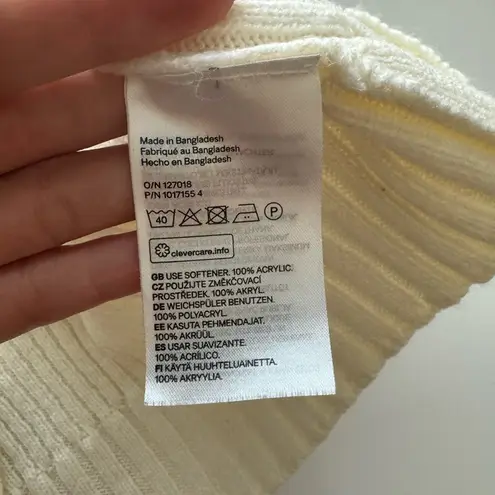 Made in Bangladesh
Fabriqué au Bangladesh
Hecho en Bangladesh
O/N 127018
P/N 1017155 4
40 P
clevercare.info
GB USE SOFTENER. 100% ACRYLIC.
CZ POUŽIJTE ZMĚKČOVACÍ
PROSTŘEDEK. 100% AKRYL.
DE WEICHSPÜLER BENUTZEN.
100% POLYACRYL.
EE KASUTA PEHMENDAJAT.
100% AKRÜÜL.
ES USAR SUAVIZANTE.
100% ACRÍLICO.
FI KÄYTÄ HUUHTELUAINETTA.
100% AKRYYLIA.